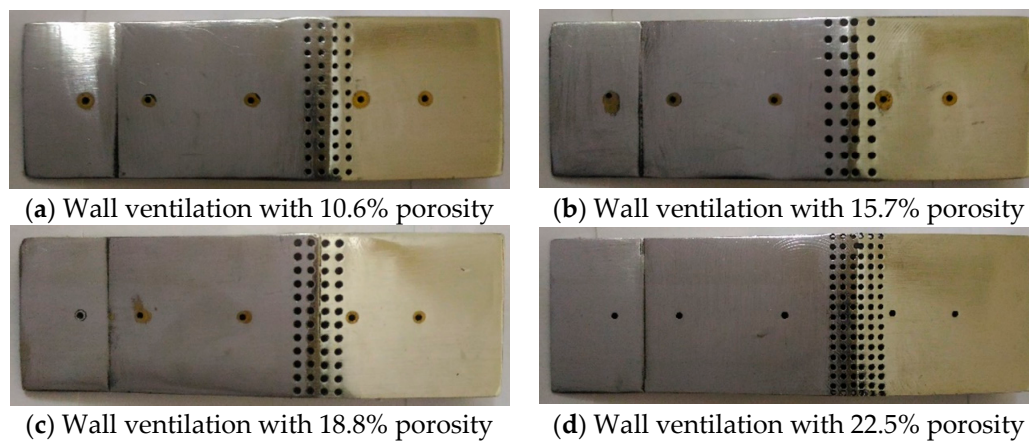 (a) Wall ventilation with 10.6% porosity
(b) Wall ventilation with 15.7% porosity
(c) Wall ventilation with 18.8% porosity
(d) Wall ventilation with 22.5% porosity